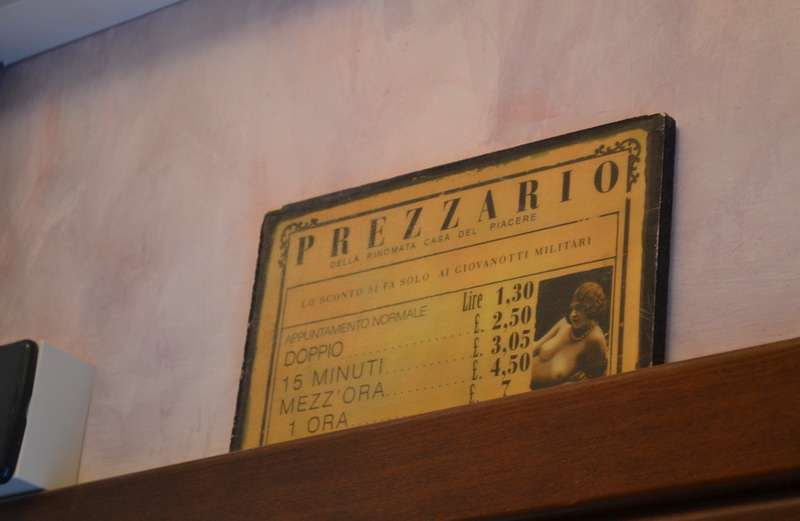 PREZZARIO
DELLA RINOMATA CASA DEL PIACERE
LO SCONTO SI FA SOLO AI GIOVANOTTI MILITARI
APPUNTAMENTO NORMALE Lire 1,30
DOPPIO £. 2,50
15 MINUTI £. 3,05
MEZZ'ORA £. 4,50
1 ORA £. 7